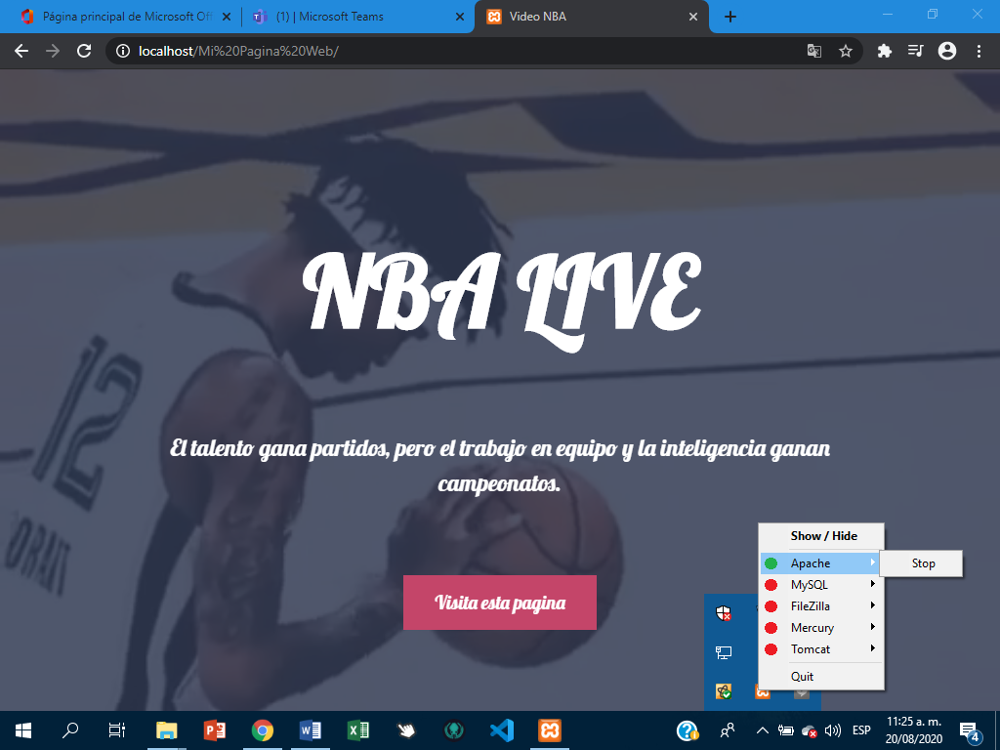 Página principal de Microsoft Off
(1) | Microsoft Teams
Video NBA
localhost/Mi%20Pagina%20Web/
NBA LIVE
El talento gana partidos, pero el trabajo en equipo y la inteligencia ganan
campeonatos.
Visita esta pagina
12
Show / Hide
Apache
Stop
MySQL
FileZilla
Mercury
Tomcat
Quit
ESP
11:25 a. m.
20/08/2020
4